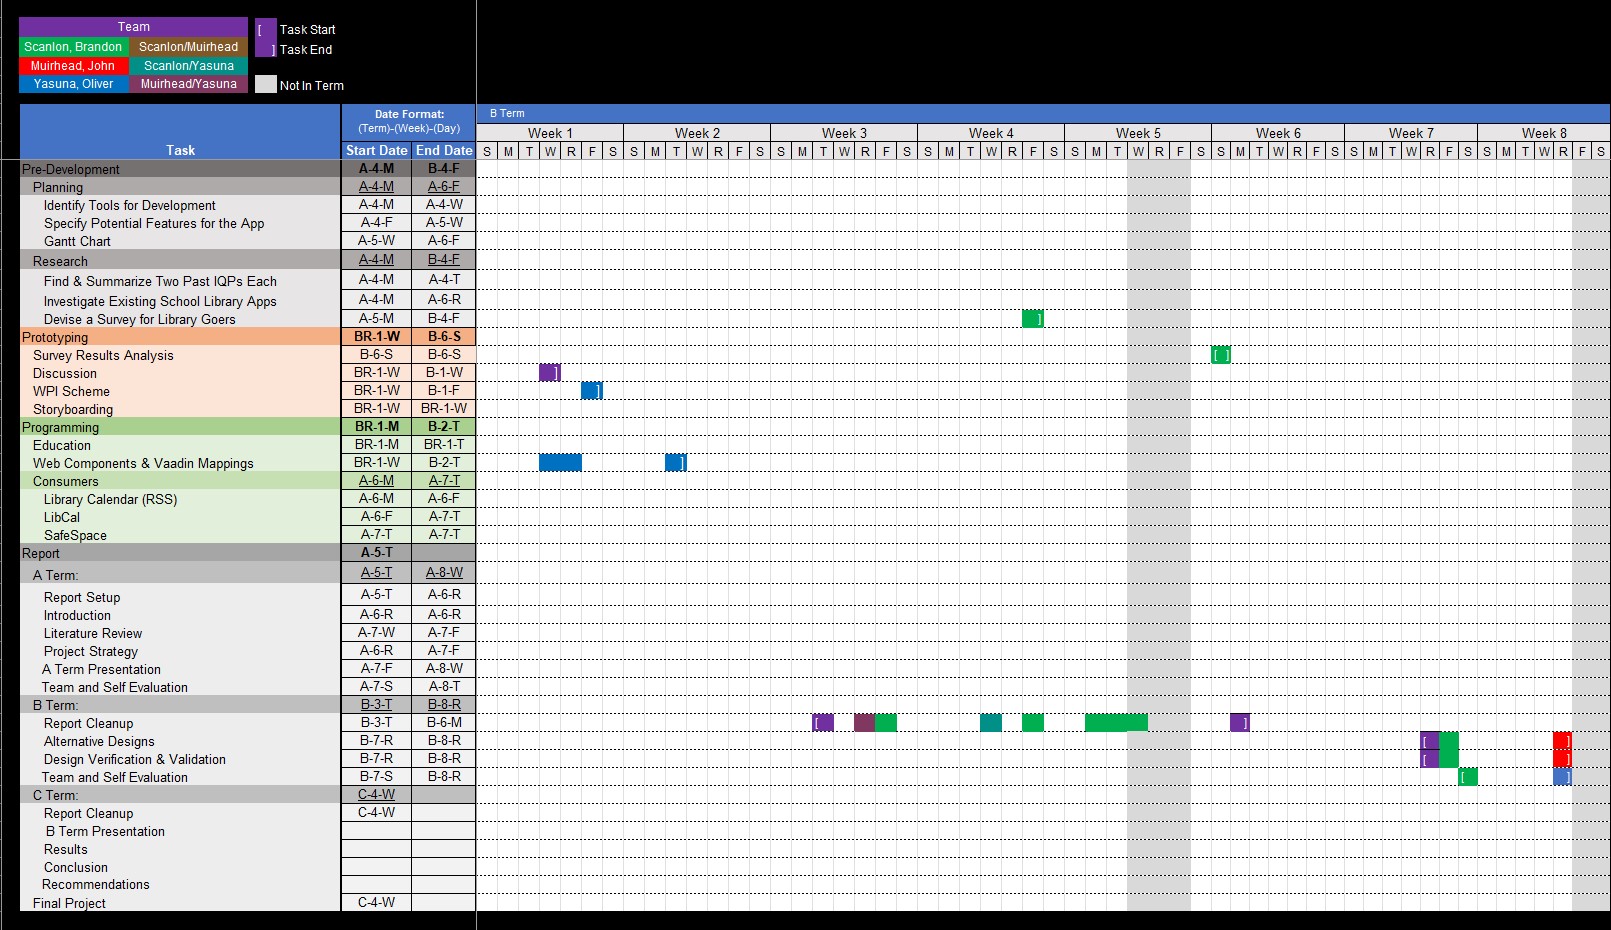 Team
Scanlon, Brandon Scanlon/Muirhead
Muirhead, John Scanlon/Yasuna
Yasuna, Oliver Muirhead/Yasuna
[ Task Start
] Task End
Not In Term
Date Format: B Term
(Term)-(Week)-(Day)
Week 1 Week 2 Week 3 Week 4 Week 5 Week 6 Week 7 Week 8
Task Start Date End Date S M T W R F S S M T W R F S S M T W R F S S M T W R F S S M T W R F S S M T W R F S S M T W R F S S M T W R F S
Pre-Development A-4-M B-4-F
Planning A-4-M A-6-F
Identify Tools for Development A-4-M A-4-W
Specify Potential Features for the App A-4-F A-5-W
Gantt Chart A-5-W A-6-F
Research A-4-M B-4-F
Find & Summarize Two Past IQPs Each A-4-M A-4-T
Investigate Existing School Library Apps A-4-M A-6-R
Devise a Survey for Library Goers A-5-M B-4-F ]
Prototyping BR-1-W B-6-S
Survey Results Analysis B-6-S B-6-S [ ]
Discussion BR-1-W B-1-W ]
WPI Scheme BR-1-W B-1-F ]
Storyboarding BR-1-W BR-1-W
Programming BR-1-M B-2-T
Education BR-1-M BR-1-T
Web Components & Vaadin Mappings BR-1-W B-2-T ]
Consumers A-6-M A-7-T
Library Calendar (RSS) A-6-M A-6-F
LibCal A-6-F A-7-T
SafeSpace A-7-T A-7-T
Report A-5-T
A Term: A-5-T A-8-W
Report Setup A-5-T A-6-R
Introduction A-6-R A-6-R
Literature Review A-7-W A-7-F
Project Strategy A-6-R A-7-F
A Term Presentation A-7-F A-8-W
Team and Self Evaluation A-7-S A-8-T
B Term: B-3-T B-8-R
Report Cleanup B-3-T B-6-M [ ]
Alternative Designs B-7-R B-8-R [ ]
Design Verification & Validation B-7-R B-8-R [ ]
Team and Self Evaluation B-7-S B-8-R [ ]
C Term: C-4-W
Report Cleanup C-4-W
B Term Presentation
Results
Conclusion
Recommendations
Final Project C-4-W